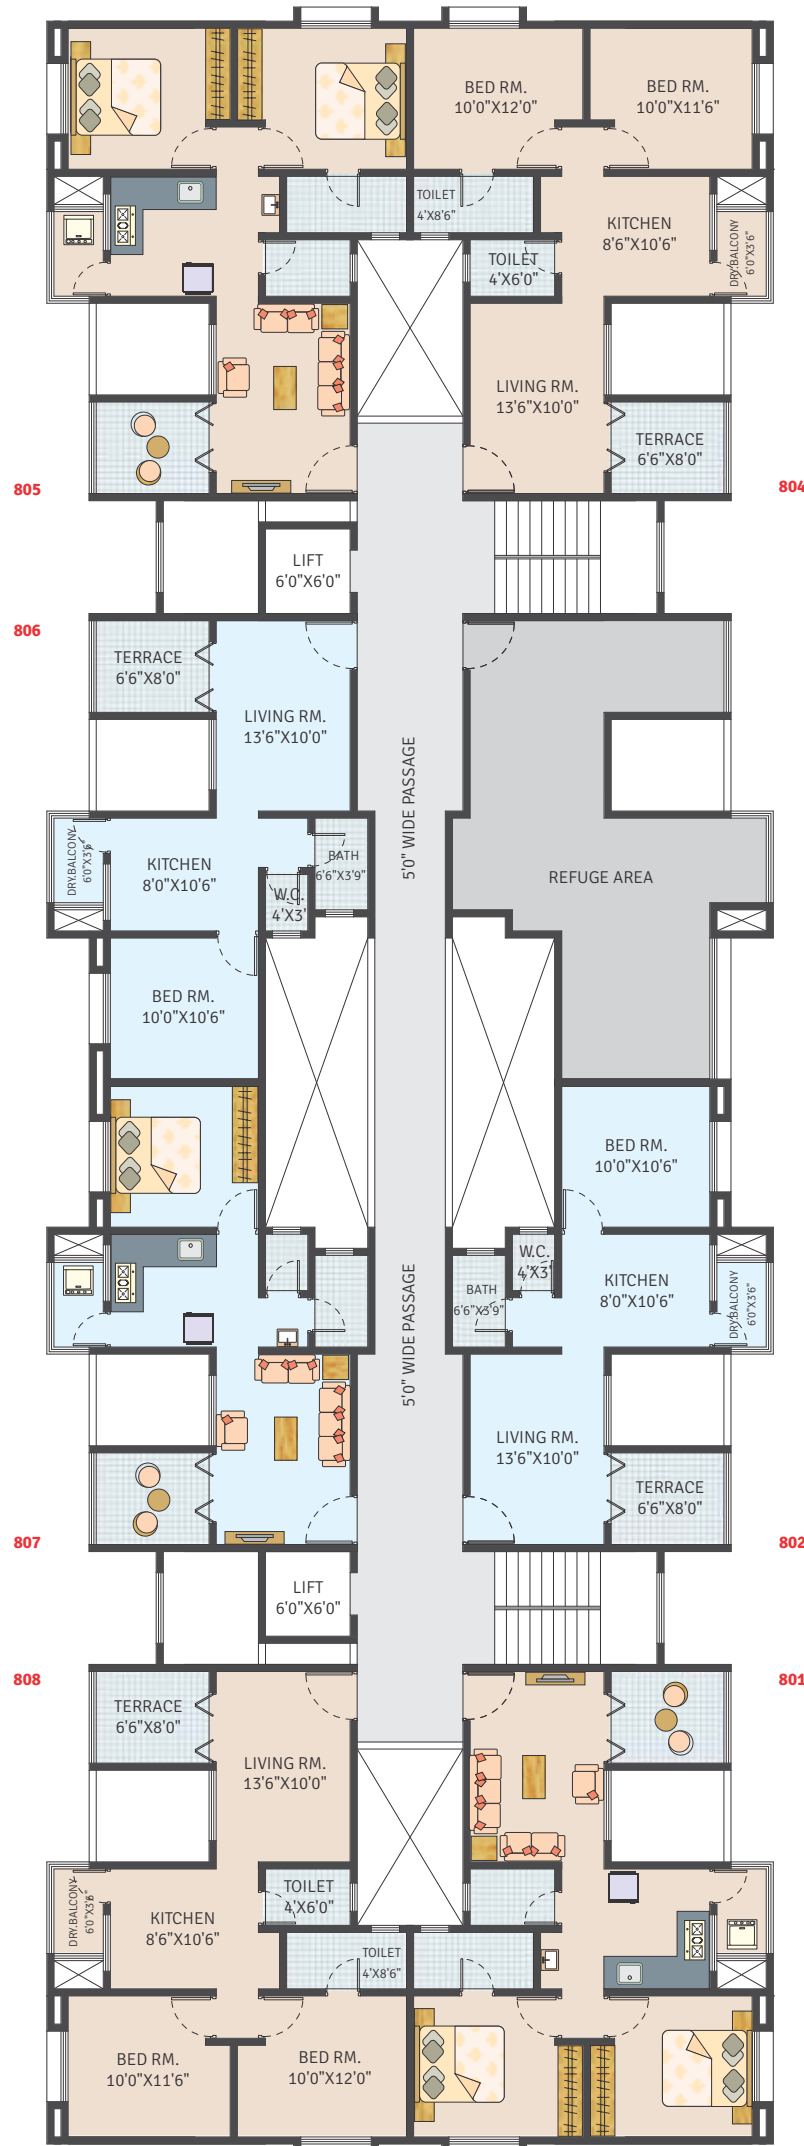 BED RM.
10'0"X12'0"
BED RM.
10'0"X11'6"
TOILET
4'X8'6"
KITCHEN
8'6"X10'6"
DRY.BALCONY
6'0"X3'6"
TOILET
4'X6'0"
LIVING RM.
13'6"X10'0"
TERRACE
6'6"X8'0"
805
804
LIFT
6'0"X6'0"
806
TERRACE
6'6"X8'0"
LIVING RM.
13'6"X10'0"
5'0" WIDE PASSAGE
DRY.BALCONY
6'0"X3'6"
KITCHEN
8'0"X10'6"
BATH
6'6"X3'9"
W.C.
4'X3'
REFUGE AREA
BED RM.
10'0"X10'6"
BED RM.
10'0"X10'6"
W.C.
4'X3'
BATH
6'6"X3'9"
KITCHEN
8'0"X10'6"
DRY.BALCONY
6'0"X3'6"
5'0" WIDE PASSAGE
LIVING RM.
13'6"X10'0"
TERRACE
6'6"X8'0"
807
802
LIFT
6'0"X6'0"
808
801
TERRACE
6'6"X8'0"
LIVING RM.
13'6"X10'0"
TOILET
4'X6'0"
DRY.BALCONY
6'0"X3'6"
KITCHEN
8'6"X10'6"
TOILET
4'X8'6"
BED RM.
10'0"X11'6"
BED RM.
10'0"X12'0"